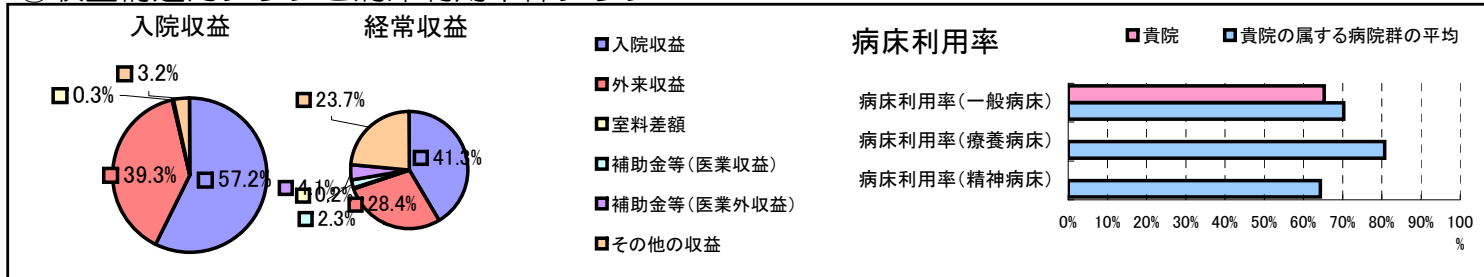 入院収益
3.2%
0.3%
39.3%
57.2%
経常収益
23.7%
41.3%
4.1%
0.2%
2.3%
28.4%
入院収益
外来収益
室料差額
補助金等(医業収益)
補助金等(医業外収益)
その他の収益
病床利用率
貴院
貴院の属する病院群の平均
病床利用率(一般病床)
病床利用率(療養病床)
病床利用率(精神病床)
0% 10% 20% 30% 40% 50% 60% 70% 80% 90% 100
%